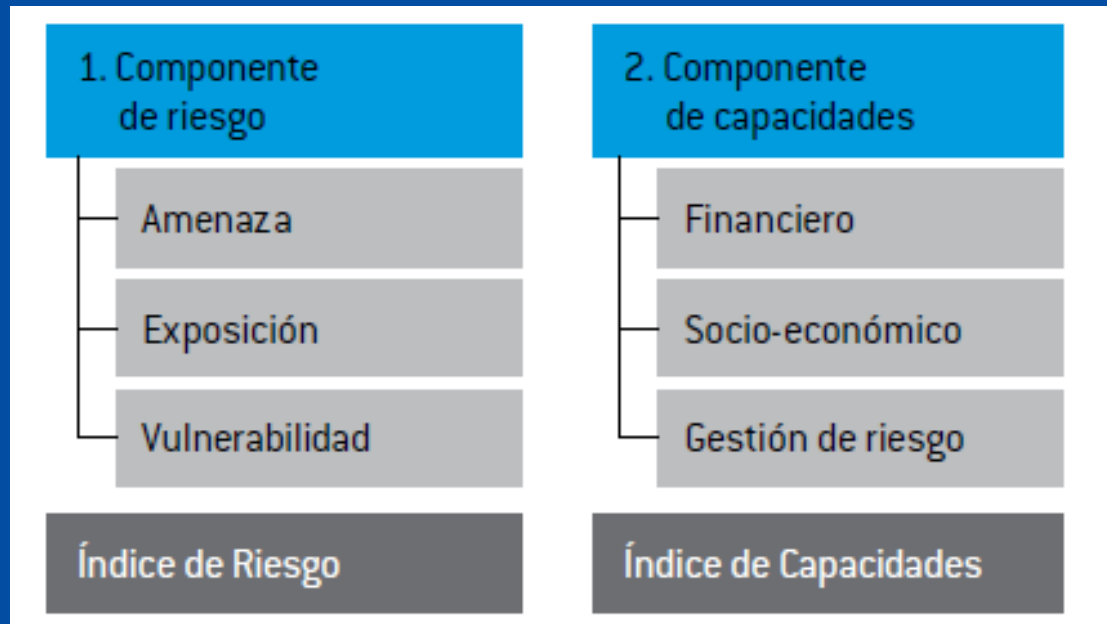 1. Componente
de riesgo
Amenaza
Exposición
Vulnerabilidad
Índice de Riesgo
2. Componente
de capacidades
Financiero
Socio-económico
Gestión de riesgo
Índice de Capacidades